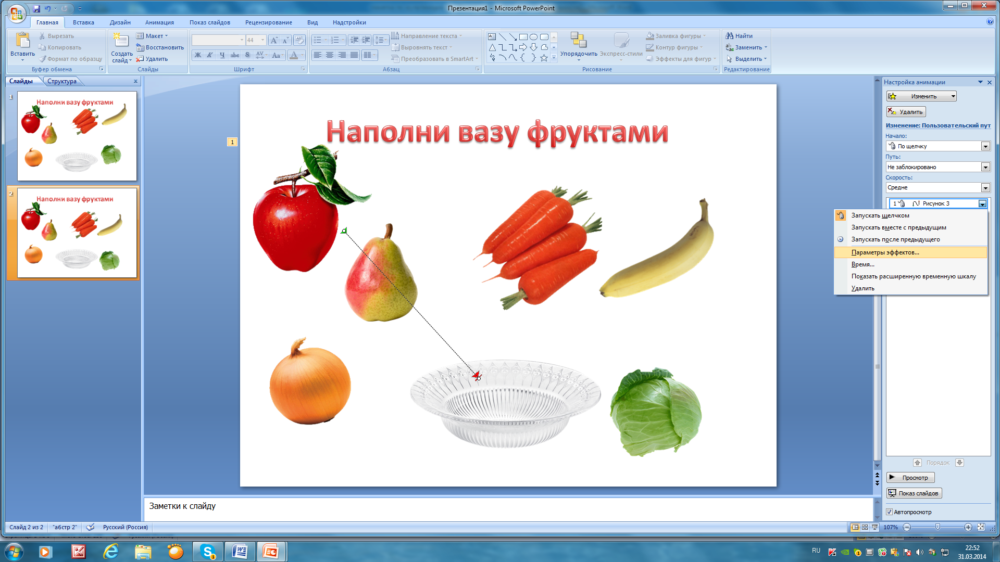 Презентация1 - Microsoft PowerPoint
Главная Вставка Дизайн Анимация Показ слайдов Рецензирование Вид Надстройки
Вставить
Вырезать
Копировать
Формат по образцу
Буфер обмена
Создать слайд
Макет
Восстановить
Удалить
Слайды
44
Ж К Ч abc S AV Aa A
Шрифт
Направление текста
Выровнять текст
Преобразовать в SmartArt
Абзац
Упорядочить
Экспресс-стили
Заливка фигуры
Контур фигуры
Эффекты для фигур
Рисование
Найти
Заменить
Выделить
Редактирование
Слайды Структура
1
Наполни вазу фруктами
2
Наполни вазу фруктами
1
Наполни вазу фруктами
Настройка анимации
Изменить
Удалить
Изменение: Пользовательский пут
Начало:
По щелчку
Путь:
Не заблокировано
Скорость:
Средне
1 Рисунок 3
Запускать щелчком
Запускать вместе с предыдущим
Запускать после предыдущего
Параметры эффектов...
Время...
Показать расширенную временную шкалу
Удалить
Порядок
Просмотр
Показ слайдов
Автопросмотр
Заметки к слайду
Слайд 2 из 2 "абстр 2" Русский (Россия)
107%
RU
22:52
31.03.2014